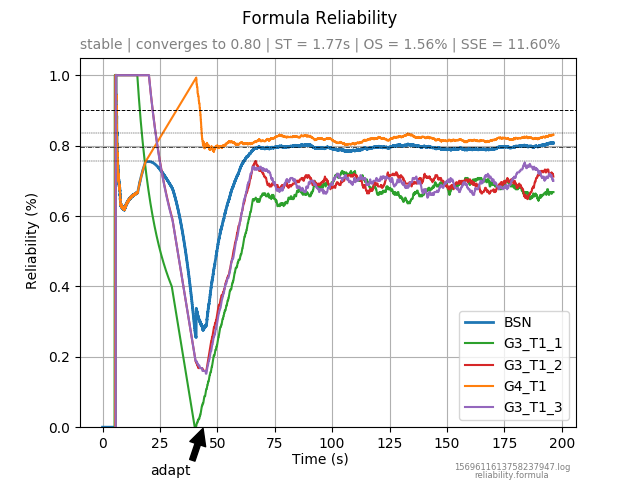 Formula Reliability
stable | converges to 0.80 | ST = 1.77s | OS = 1.56% | SSE = 11.60%
Reliability (%)
1.0
0.8
0.6
0.4
0.2
0.0
BSN
G3_T1_1
G3_T1_2
G4_T1
G3_T1_3
0 25 50 75 100 125 150 175 200
Time (s)
adapt
1569611613758237947.log
reliability.formula